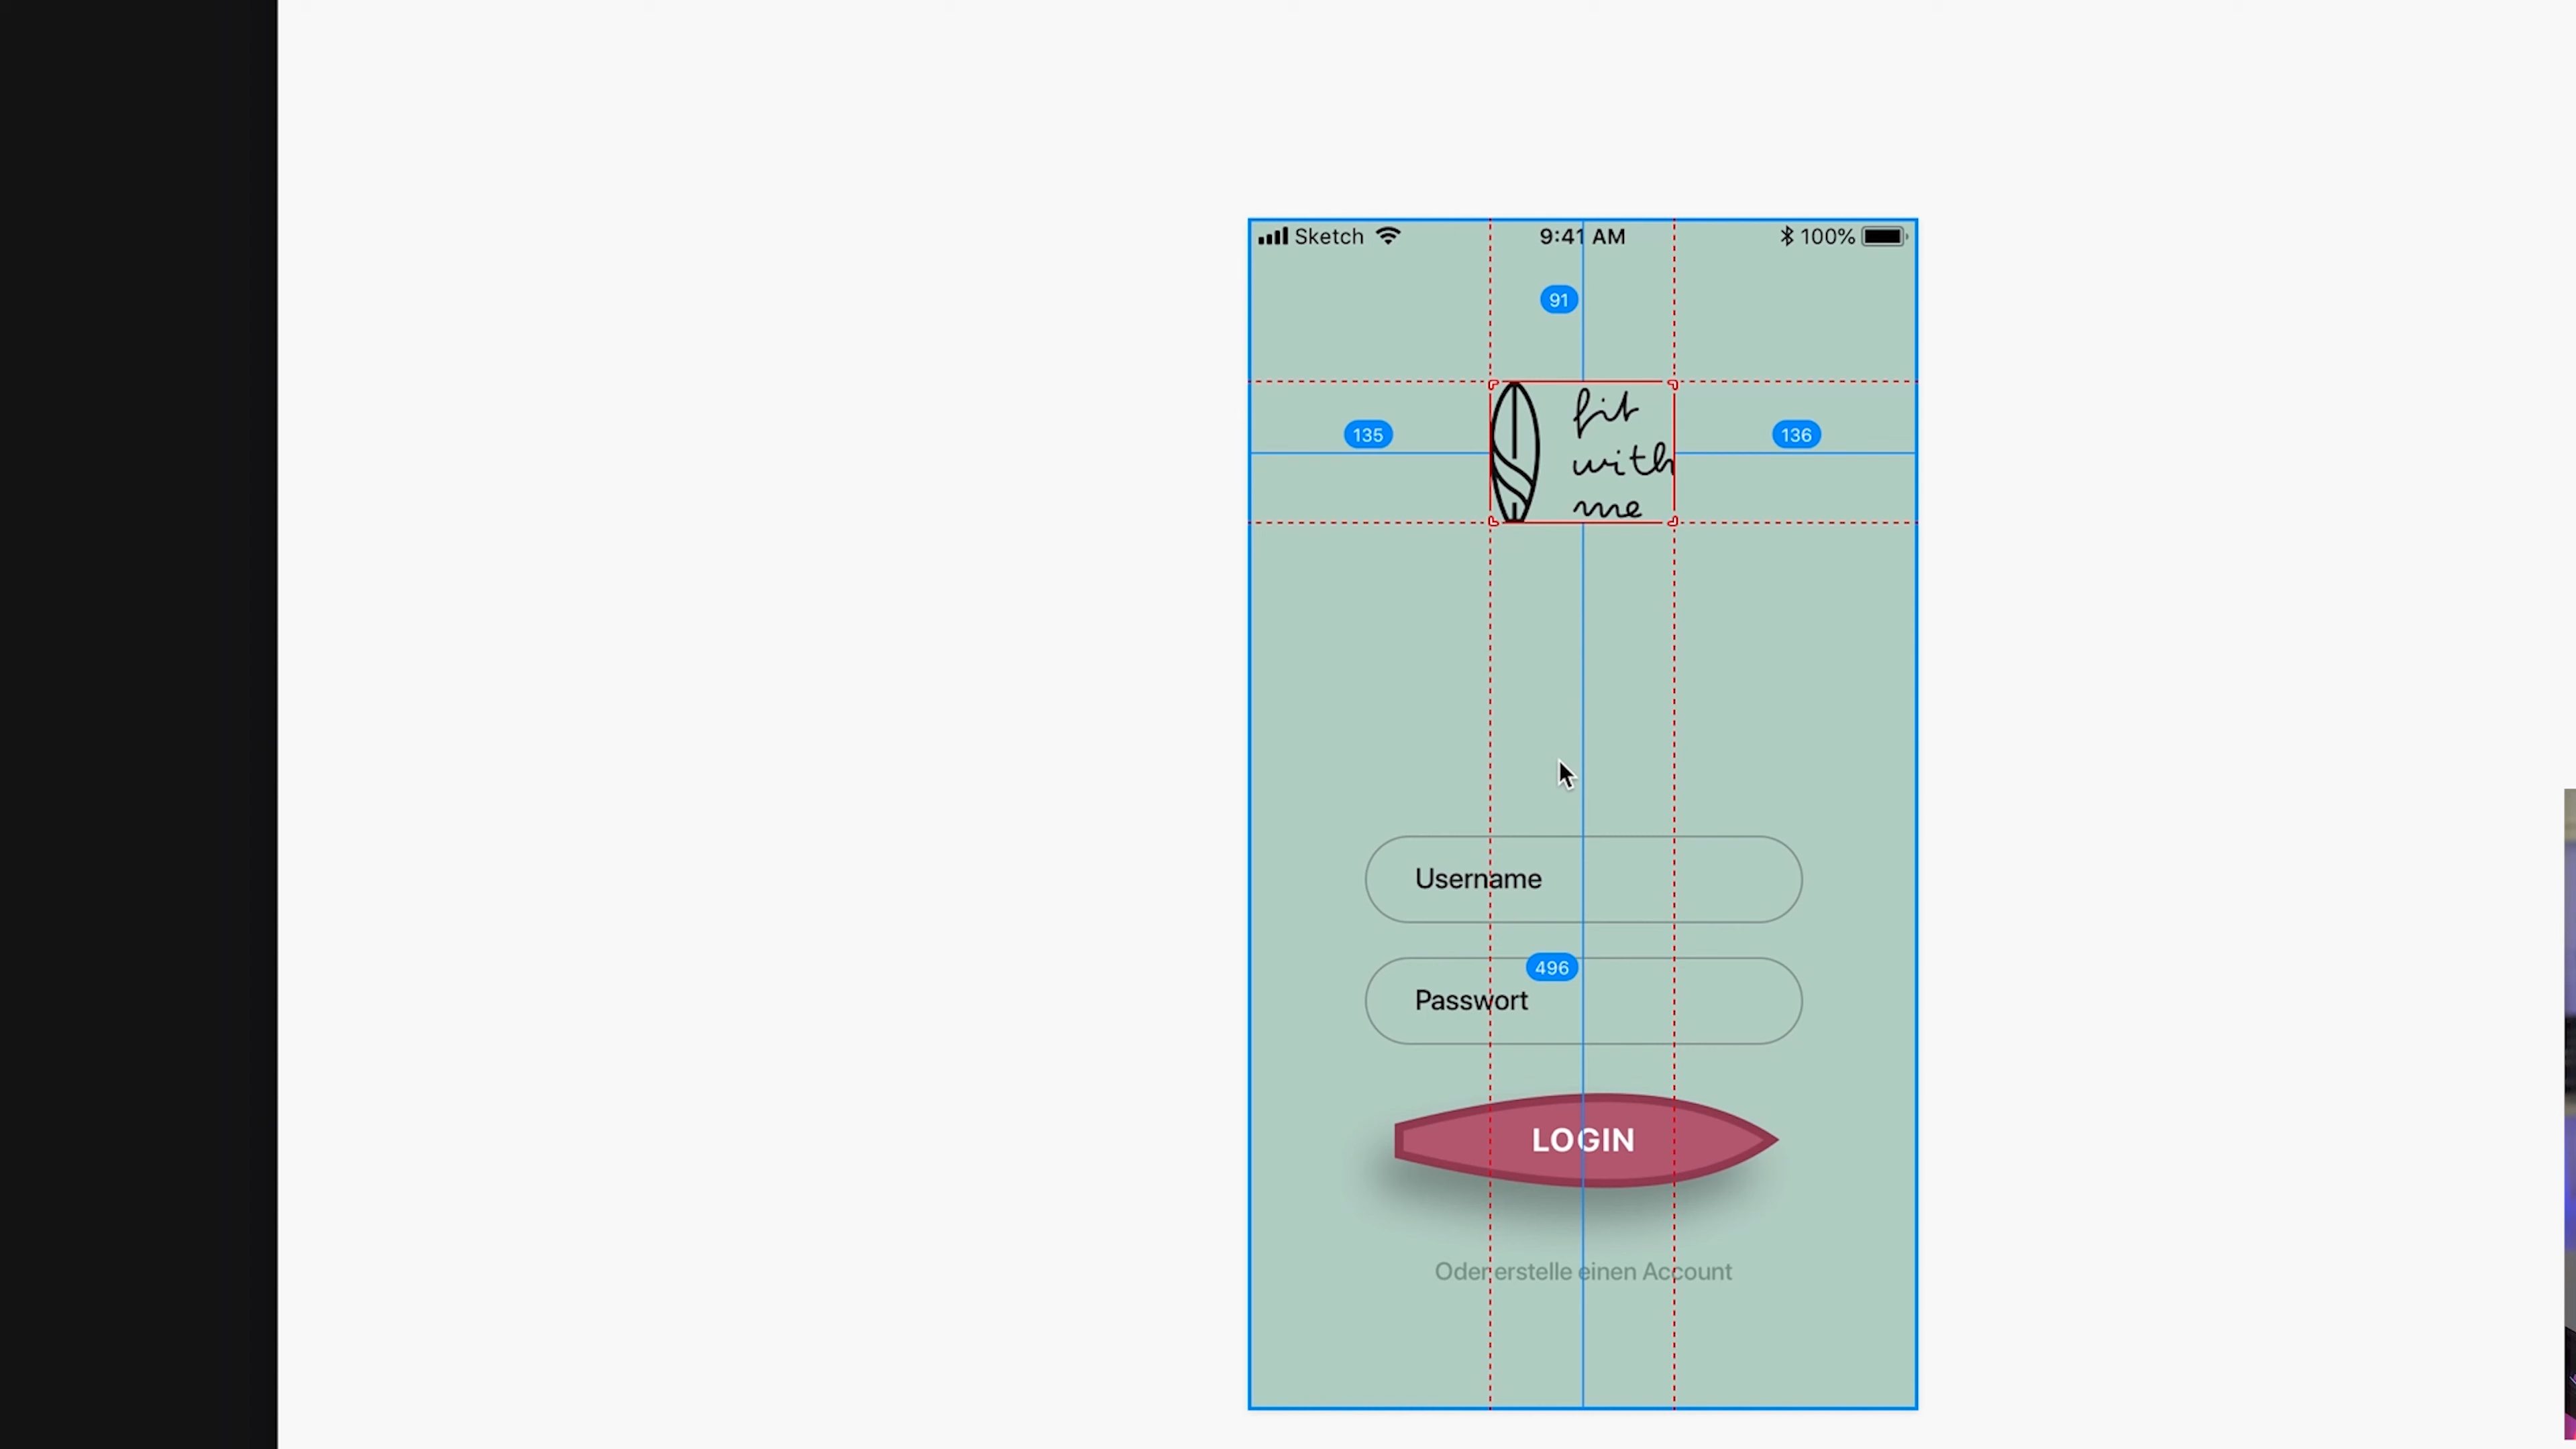 Sketch 9:41 AM 100%
91
135
136
fit
with
me
Username
496
Passwort
LOGIN
Oder erstelle einen Account